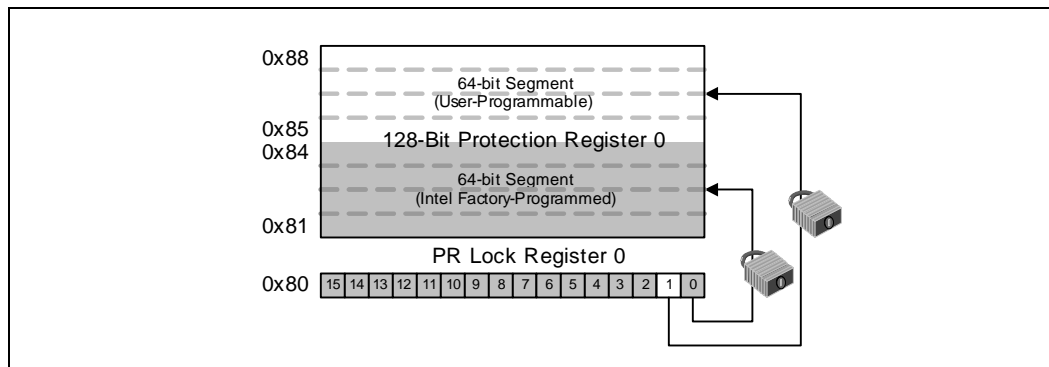 0x88
64-bit Segment
(User-Programmable)
0x85
128-Bit Protection Register 0
0x84
64-bit Segment
(Intel Factory-Programmed)
0x81
PR Lock Register 0
0x80 15 14 13 12 11 10 9 8 7 6 5 4 3 2 1 0